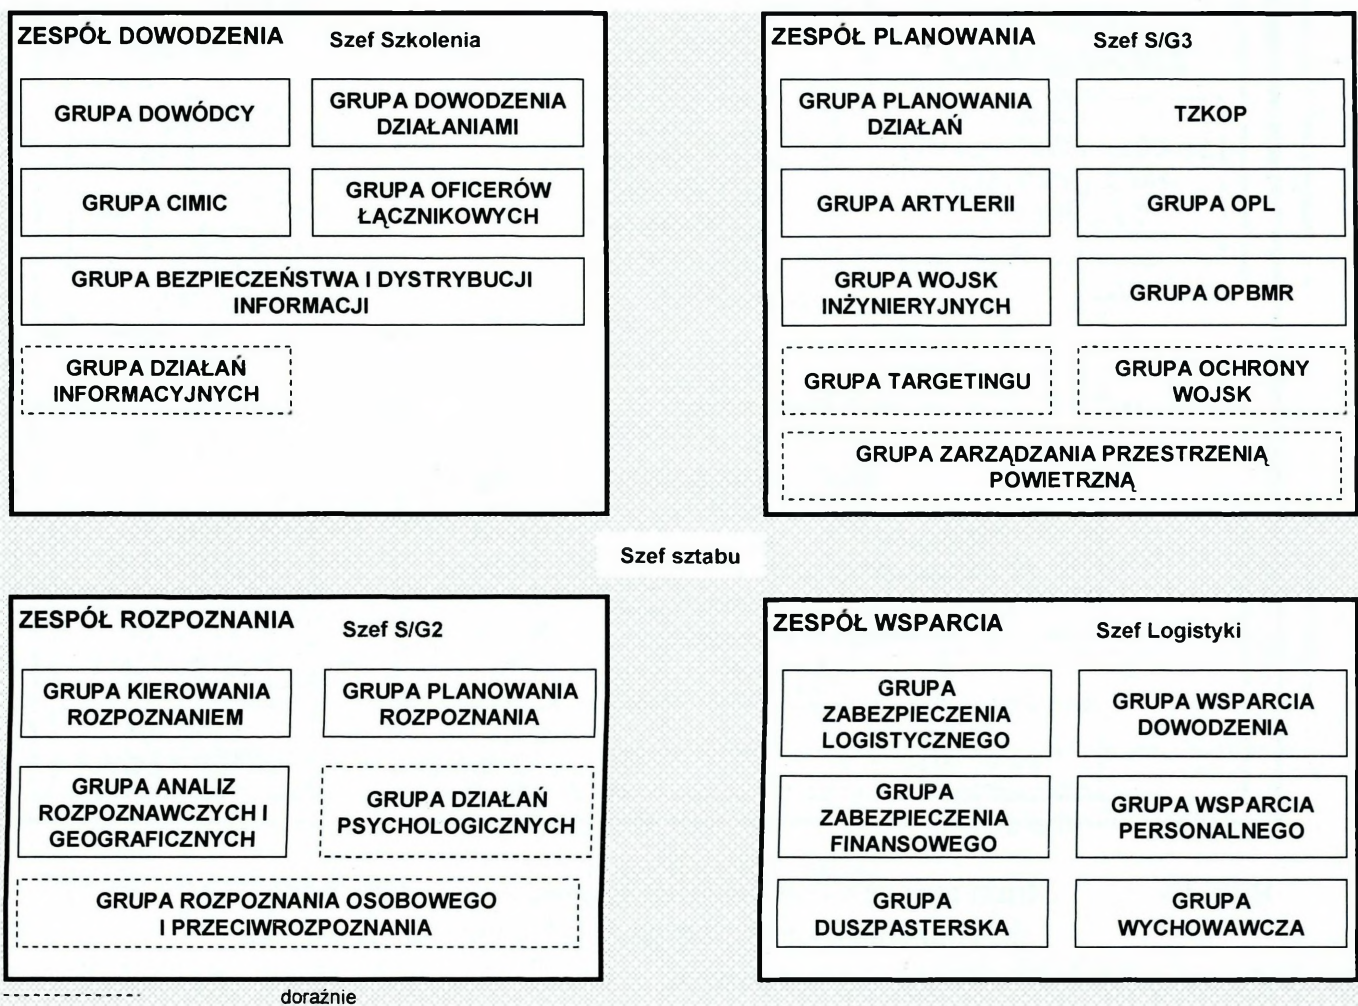 ZESPÓŁ DOWODZENIA Szef Szkolenia
GRUPA DOWÓDCY
GRUPA DOWODZENIA
DZIAŁANIAMI
GRUPA CIMIC
GRUPA OFICERÓW
ŁĄCZNIKOWYCH
GRUPA BEZPIECZEŃSTWA I DYSTRYBUCJI
INFORMACJI
GRUPA DZIAŁAŃ
INFORMACYJNYCH
ZESPÓŁ PLANOWANIA Szef S/G3
GRUPA PLANOWANIA
DZIAŁAŃ
TZKOP
GRUPA ARTYLERII
GRUPA OPL
GRUPA WOJSK
INŻYNIERYJNYCH
GRUPA OPBMR
GRUPA TARGETINGU
GRUPA OCHRONY
WOJSK
GRUPA ZARZĄDZANIA PRZESTRZENIĄ
POWIETRZNĄ
Szef sztabu
ZESPÓŁ ROZPOZNANIA Szef S/G2
GRUPA KIEROWANIA
ROZPOZNANIEM
GRUPA PLANOWANIA
ROZPOZNANIA
GRUPA ANALIZ
ROZPOZNAWCZYCH I
GEOGRAFICZNYCH
GRUPA DZIAŁAŃ
PSYCHOLOGICZNYCH
GRUPA ROZPOZNANIA OSOBOWEGO
I PRZECIWROZPOZNANIA
ZESPÓŁ WSPARCIA Szef Logistyki
GRUPA
ZABEZPIECZENIA
LOGISTYCZNEGO
GRUPA WSPARCIA
DOWODZENIA
GRUPA
ZABEZPIECZENIA
FINANSOWEGO
GRUPA WSPARCIA
PERSONALNEGO
GRUPA
DUSZPASTERSKA
GRUPA
WYCHOWAWCZA
doraźnie